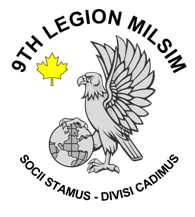 9TH LEGION MILSIM
SOCII STAMUS - DIVISI CADIMUS